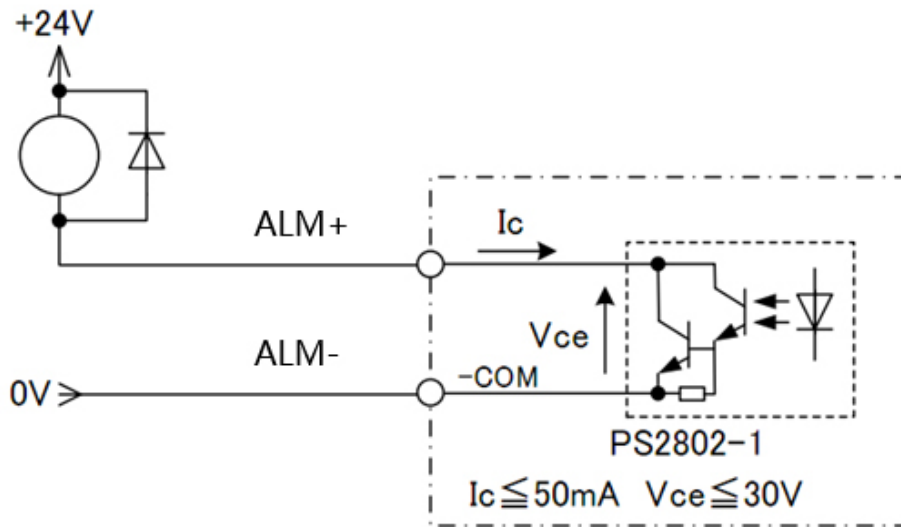 +24V
ALM+
Ic
Vce
ALM-
-COM
0V
PS2802-1
Ic≦50mA Vce≦30V